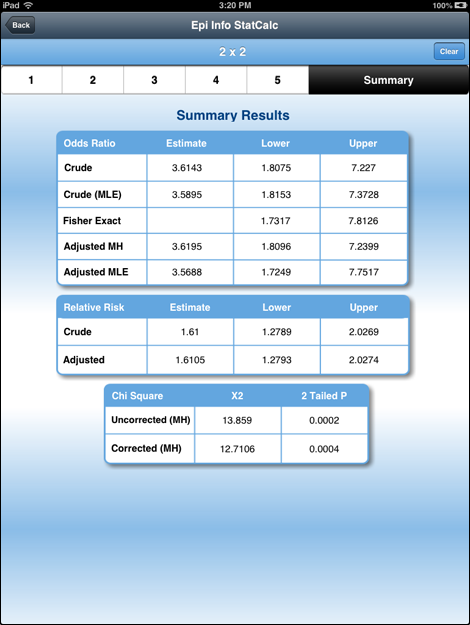 iPad 3:20 PM 100%
Back Epi Info StatCalc
2 x 2 Clear
1 2 3 4 5 Summary
Summary Results
Odds Ratio Estimate Lower Upper
Crude 3.6143 1.8075 7.227
Crude (MLE) 3.5895 1.8153 7.3728
Fisher Exact 1.7317 7.8126
Adjusted MH 3.6195 1.8096 7.2399
Adjusted MLE 3.5688 1.7249 7.7517
Relative Risk Estimate Lower Upper
Crude 1.61 1.2789 2.0269
Adjusted 1.6105 1.2793 2.0274
Chi Square X2 2 Tailed P
Uncorrected (MH) 13.859 0.0002
Corrected (MH) 12.7106 0.0004